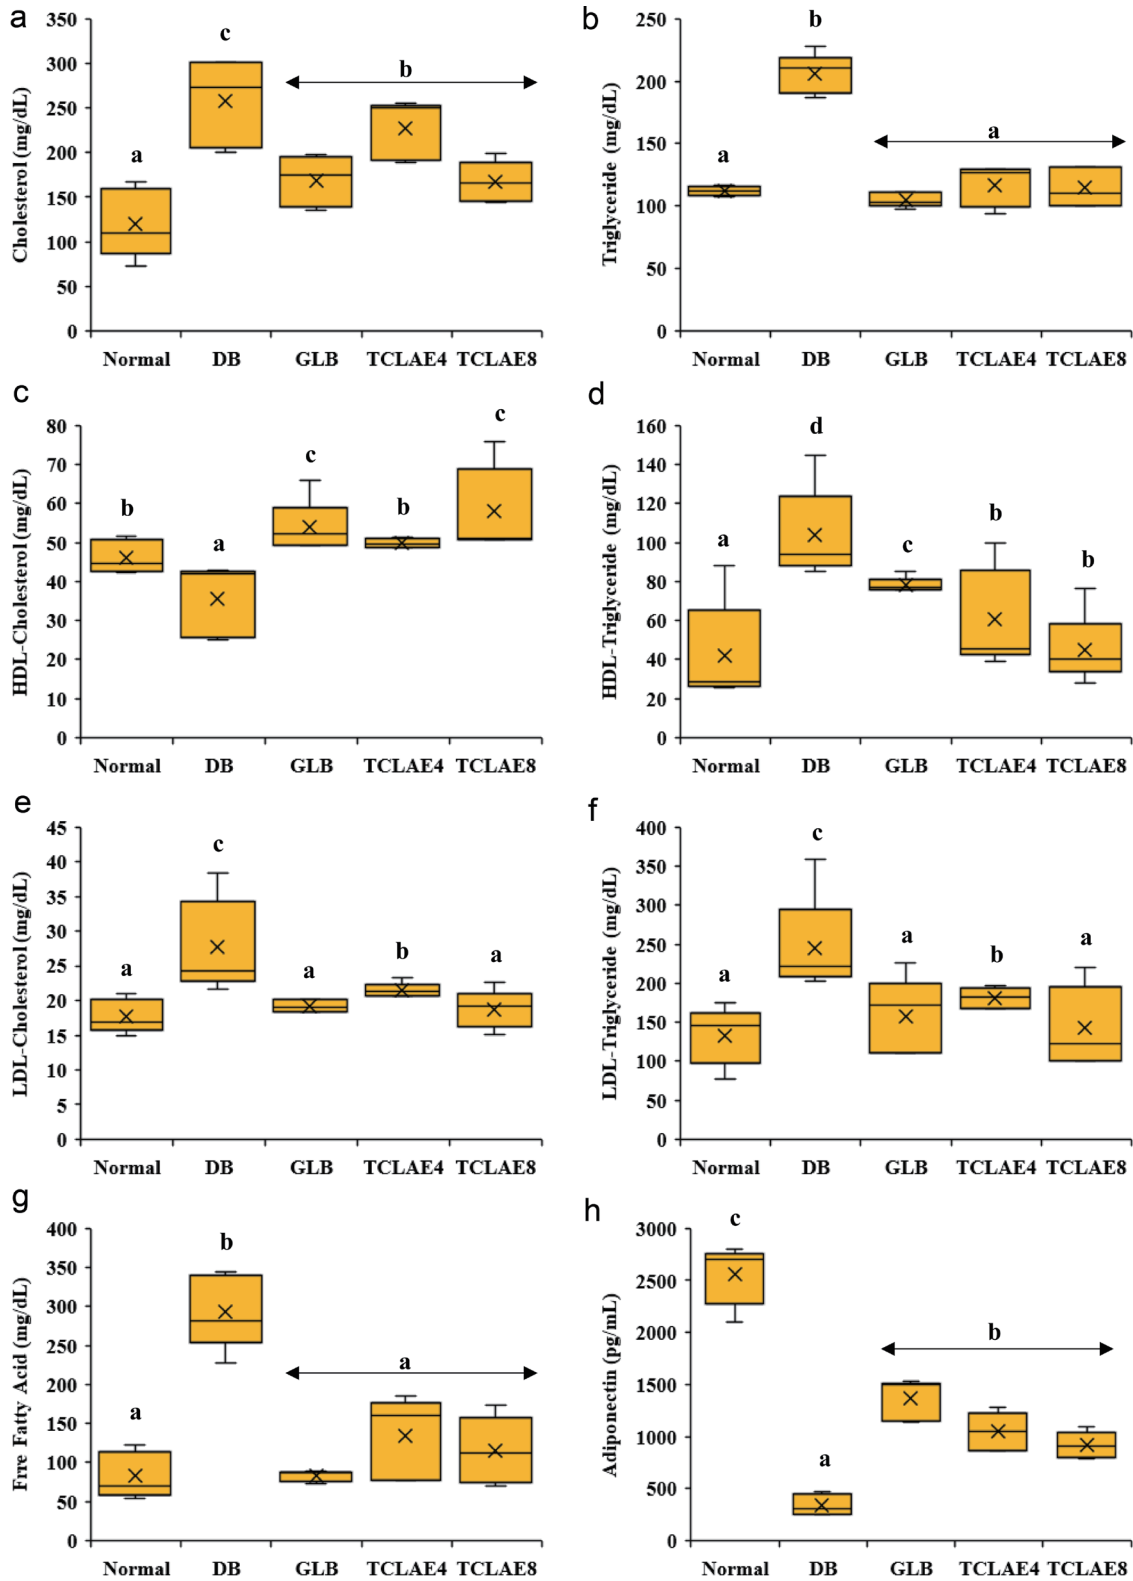 a
350
300
250
200
150
100
50
0
Cholesterol (mg/dL)
a
c
b
Normal DB GLB TCLAE4 TCLAE8
b
250
200
150
100
50
0
Triglyceride (mg/dL)
a
b
a
Normal DB GLB TCLAE4 TCLAE8
c
80
70
60
50
40
30
20
10
0
HDL-Cholesterol (mg/dL)
b
a
c
b
c
Normal DB GLB TCLAE4 TCLAE8
d
160
140
120
100
80
60
40
20
0
HDL-Triglyceride (mg/dL)
a
d
c
b
b
Normal DB GLB TCLAE4 TCLAE8
e
45
40
35
30
25
20
15
10
5
0
LDL-Cholesterol (mg/dL)
a
c
a
b
a
Normal DB GLB TCLAE4 TCLAE8
f
400
350
300
250
200
150
100
50
0
LDL-Triglyceride (mg/dL)
a
c
a
b
a
Normal DB GLB TCLAE4 TCLAE8
g
400
350
300
250
200
150
100
50
0
Frre Fatty Acid (mg/dL)
a
b
a
Normal DB GLB TCLAE4 TCLAE8
h
3000
2500
2000
1500
1000
500
0
Adiponectin (pg/mL)
c
a
b
Normal DB GLB TCLAE4 TCLAE8